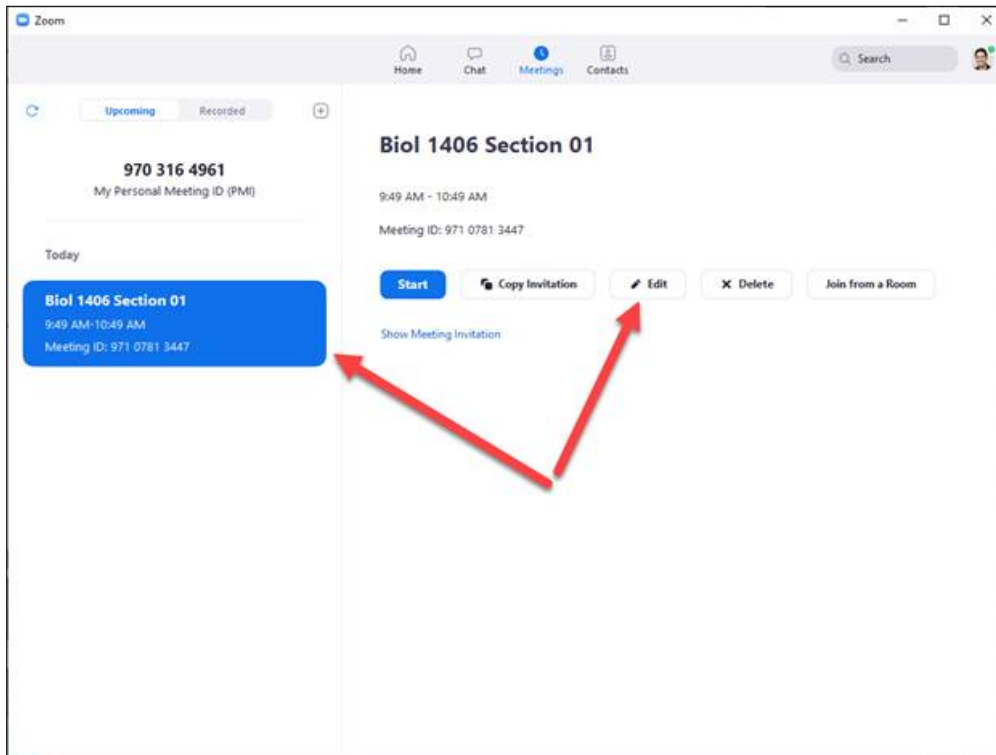 Zoom
Home
Chat
Meetings
Contacts
Search
Upcoming
Recorded
970 316 4961
My Personal Meeting ID (PMI)
Today
Biol 1406 Section 01
9:49 AM-10:49 AM
Meeting ID: 971 0781 3447
Biol 1406 Section 01
9:49 AM - 10:49 AM
Meeting ID: 971 0781 3447
Start
Copy Invitation
Edit
Delete
Join from a Room
Show Meeting Invitation